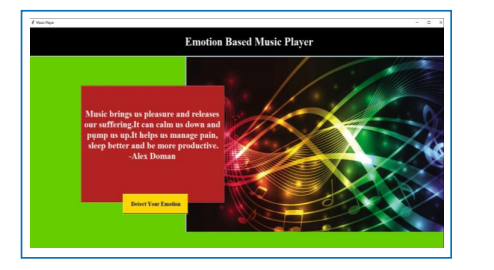 Music Player
Emotion Based Music Player
Music brings us pleasure and releases
our suffering.It can calm us down and
pump us up.It helps us manage pain,
sleep better and be more productive.
-Alex Doman
Detect Your Emotion